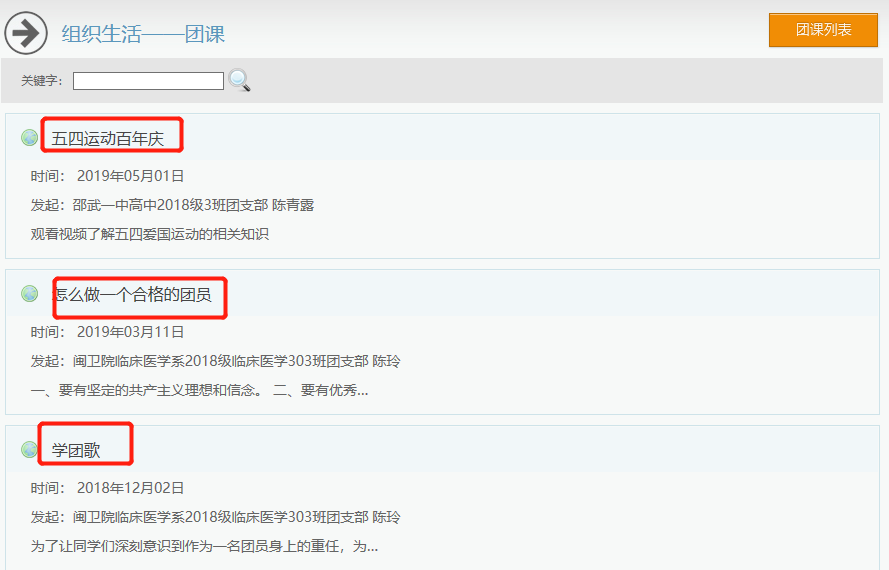 组织生活——团课
团课列表
关键字：
五四运动百年庆
时间： 2019年05月01日
发起：邵武一中高中2018级3班团支部 陈青露
观看视频了解五四爱国运动的相关知识
怎么做一个合格的团员
时间： 2019年03月11日
发起：闽卫院临床医学系2018级临床医学303班团支部 陈玲
一、要有坚定的共产主义理想和信念。 二、要有优秀...
学团歌
时间： 2018年12月02日
发起：闽卫院临床医学系2018级临床医学303班团支部 陈玲
为了让同学们深刻意识到作为一名团员身上的重任，为...